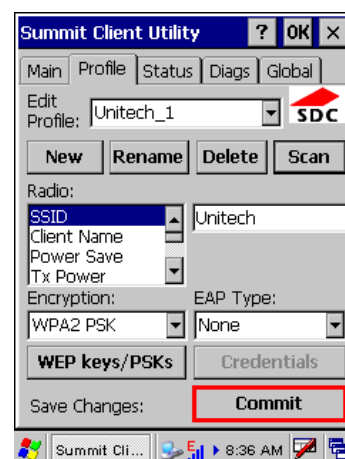 Summit Client Utility ? OK ×
Main Profile Status Diags Global
Edit
Profile: Unitech_1
SDC
New Rename Delete Scan
Radio:
SSID Unitech
Client Name
Power Save
Tx Power
Encryption: EAP Type:
WPA2 PSK None
WEP keys/PSKs Credentials
Save Changes: Commit
Summit Cli... 8:36 AM